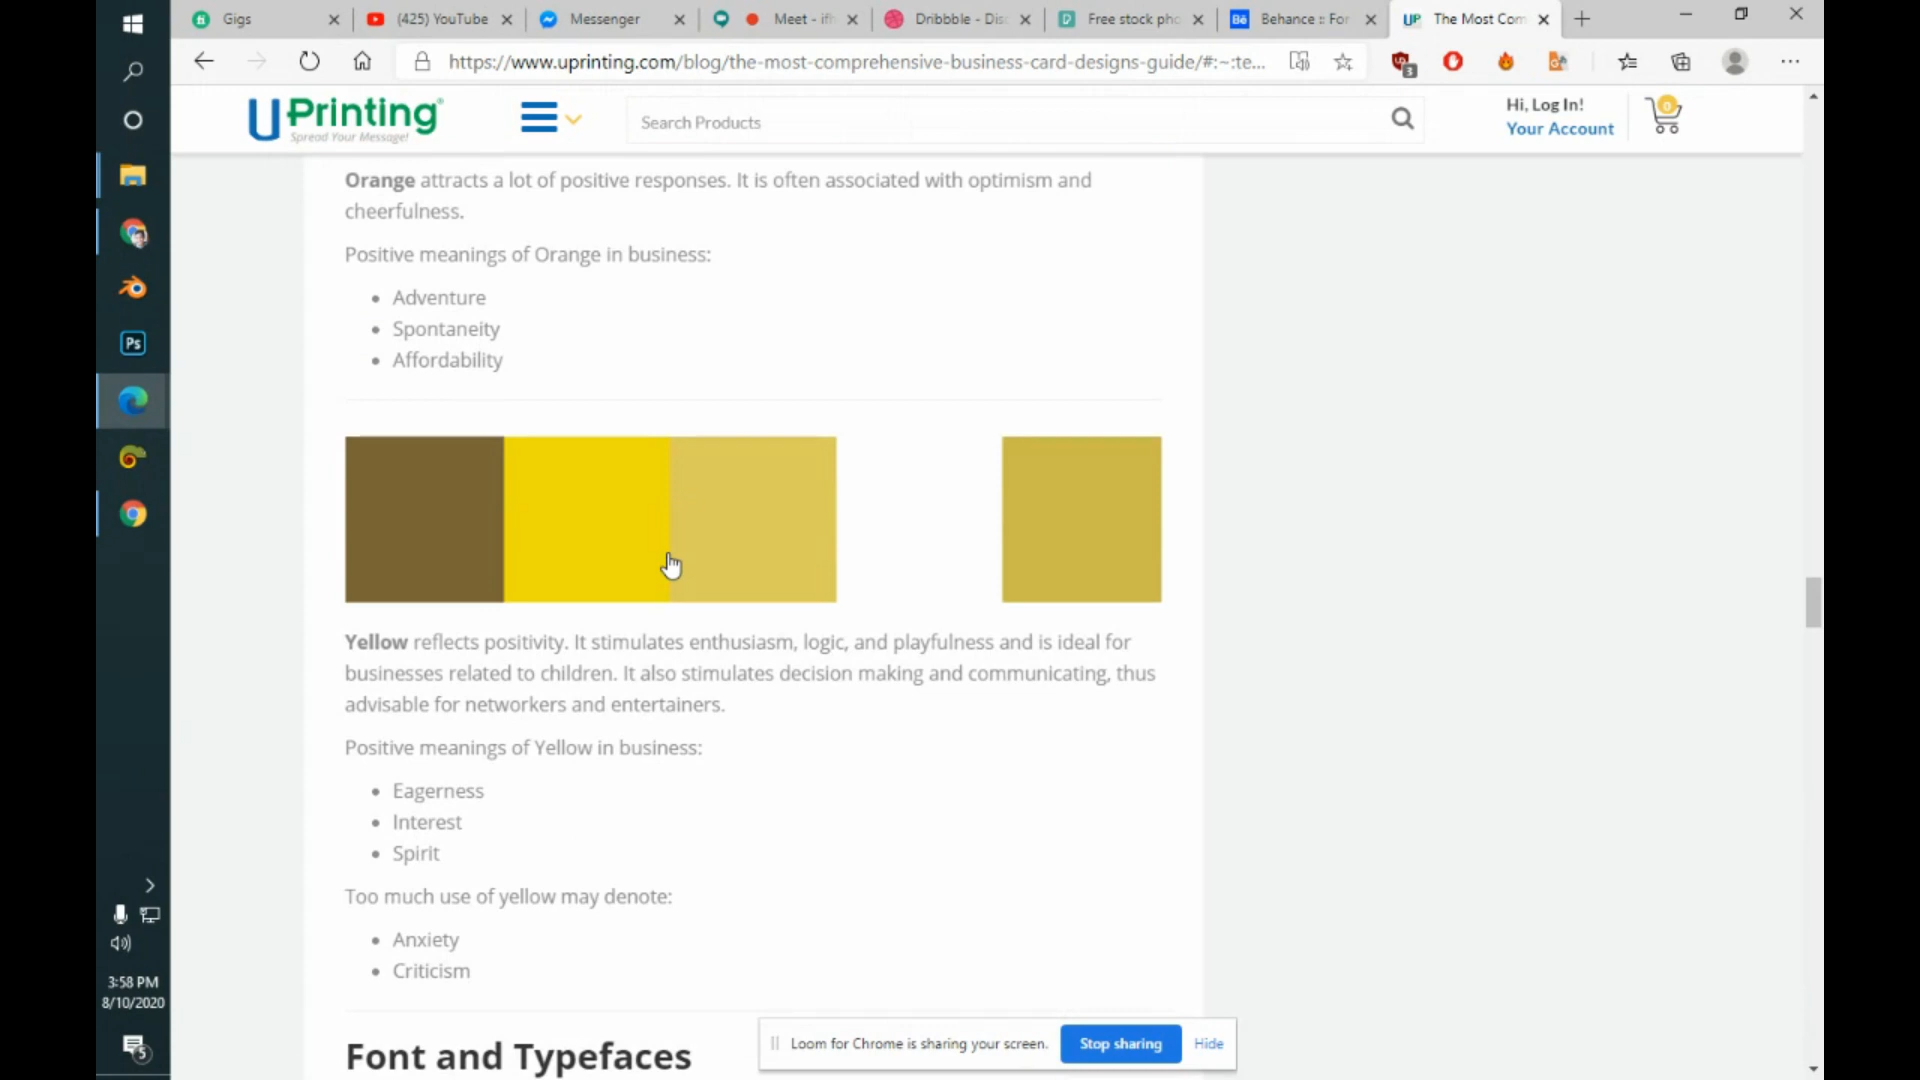 Gigs
(425) YouTube
Messenger
Meet - ifh
Dribbble - Disc
Free stock pho
Behance :: For
The Most Com
https://www.uprinting.com/blog/the-most-comprehensive-business-card-designs-guide/#:~:te...
3
UPrinting
Spread Your Message!
Search Products
Hi, Log In!
Your Account
0
Orange attracts a lot of positive responses. It is often associated with optimism and
cheerfulness.
Positive meanings of Orange in business:
• Adventure
• Spontaneity
• Affordability
Ps
Yellow reflects positivity. It stimulates enthusiasm, logic, and playfulness and is ideal for
businesses related to children. It also stimulates decision making and communicating, thus
advisable for networkers and entertainers.
Positive meanings of Yellow in business:
• Eagerness
• Interest
• Spirit
Too much use of yellow may denote:
• Anxiety
• Criticism
3:58 PM
8/10/2020
5
Font and Typefaces
Loom for Chrome is sharing your screen.
Stop sharing
Hide